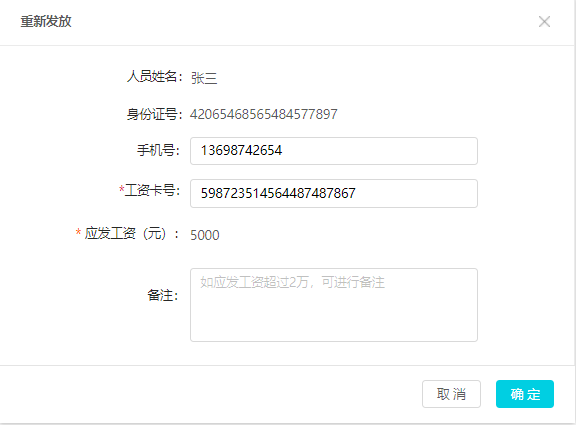 重新发放
人员姓名： 张三
身份证号： 42065468565484577897
手机号： 13698742654
*工资卡号： 598723514564487487867
* 应发工资（元）： 5000
备注： 如应发工资超过2万，可进行备注
取消 确定